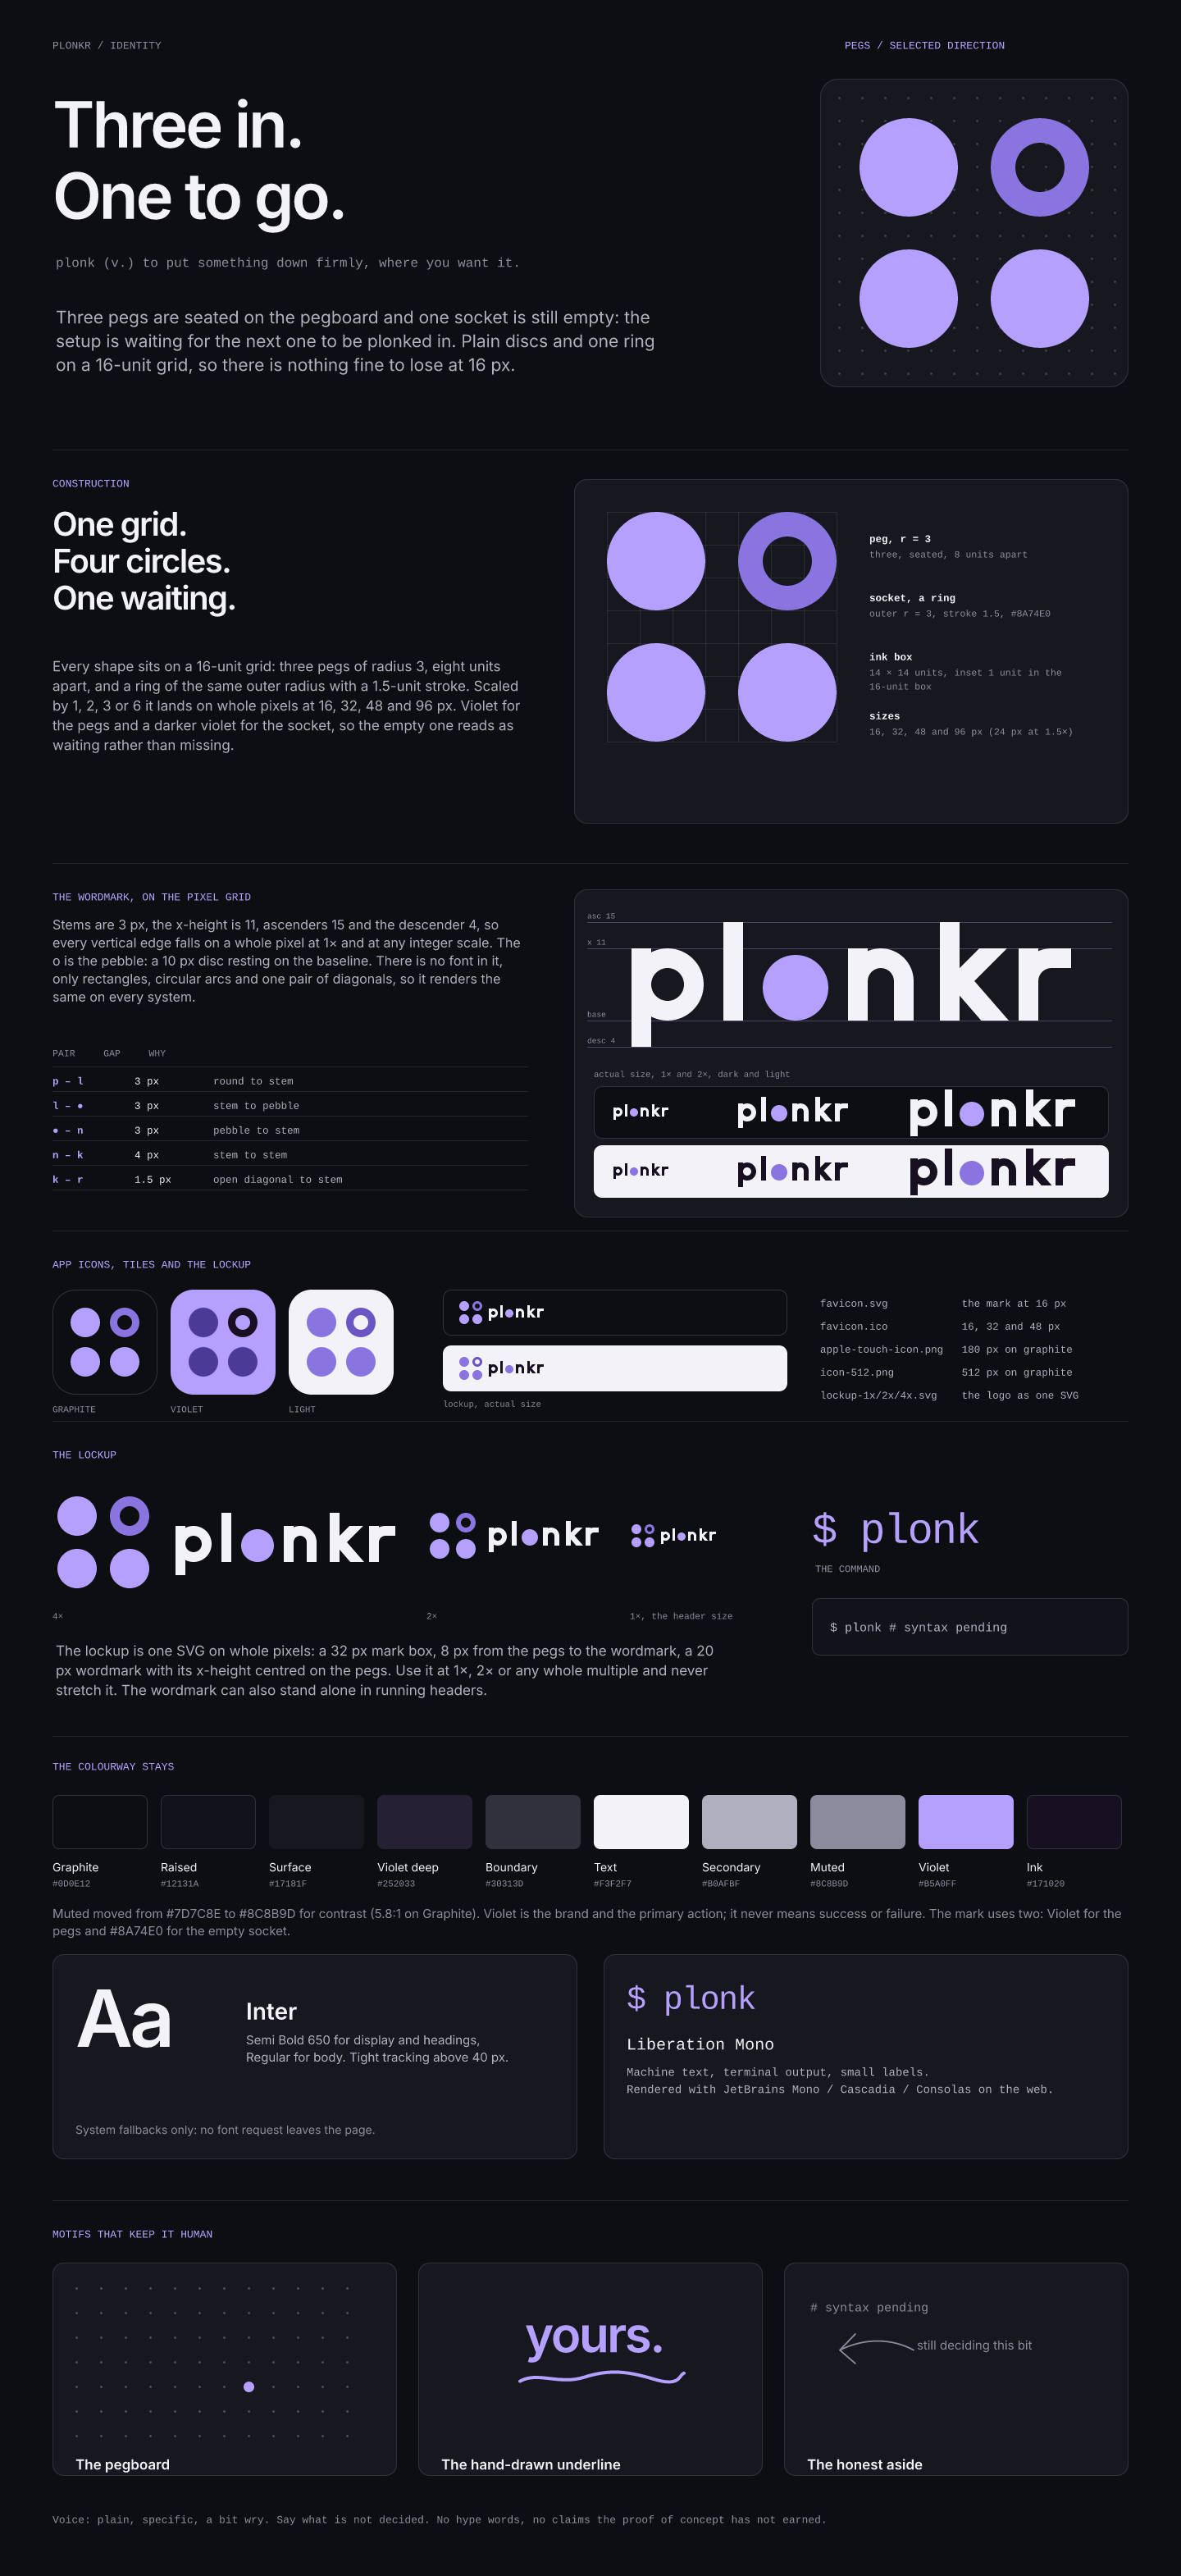 PLONKR / IDENTITY
PEGS / SELECTED DIRECTION
Three in.
One to go.
plonk (v.) to put something down firmly, where you want it.
Three pegs are seated on the pegboard and one socket is still empty: the
setup is waiting for the next one to be plonked in. Plain discs and one ring
on a 16-unit grid, so there is nothing fine to lose at 16 px.
CONSTRUCTION
One grid.
Four circles.
One waiting.
Every shape sits on a 16-unit grid: three pegs of radius 3, eight units
apart, and a ring of the same outer radius with a 1.5-unit stroke. Scaled
by 1, 2, 3 or 6 it lands on whole pixels at 16, 32, 48 and 96 px. Violet for
the pegs and a darker violet for the socket, so the empty one reads as
waiting rather than missing.
peg, r = 3
three, seated, 8 units apart
socket, a ring
outer r = 3, stroke 1.5, #8A74E0
ink box
14 × 14 units, inset 1 unit in the
16-unit box
sizes
16, 32, 48 and 96 px (24 px at 1.5×)
THE WORDMARK, ON THE PIXEL GRID
Stems are 3 px, the x-height is 11, ascenders 15 and the descender 4, so
every vertical edge falls on a whole pixel at 1× and at any integer scale. The
o is the pebble: a 10 px disc resting on the baseline. There is no font in it,
only rectangles, circular arcs and one pair of diagonals, so it renders the
same on every system.
PAIR GAP WHY
p – l 3 px round to stem
l – ● 3 px stem to pebble
● – n 3 px pebble to stem
n – k 4 px stem to stem
k – r 1.5 px open diagonal to stem
asc 15
x 11
base
desc 4
plonkr
actual size, 1× and 2×, dark and light
plonkr plonkr plonkr
plonkr plonkr plonkr
APP ICONS, TILES AND THE LOCKUP
GRAPHITE
VIOLET
LIGHT
plonkr
plonkr
lockup, actual size
favicon.svg the mark at 16 px
favicon.ico 16, 32 and 48 px
apple-touch-icon.png 180 px on graphite
icon-512.png 512 px on graphite
lockup-1x/2x/4x.svg the logo as one SVG
THE LOCKUP
plonkr plonkr plonkr
4× 2× 1×, the header size
$ plonk
THE COMMAND
$ plonk # syntax pending
The lockup is one SVG on whole pixels: a 32 px mark box, 8 px from the pegs to the wordmark, a 20
px wordmark with its x-height centred on the pegs. Use it at 1×, 2× or any whole multiple and never
stretch it. The wordmark can also stand alone in running headers.
THE COLOURWAY STAYS
Graphite Raised Surface Violet deep Boundary Text Secondary Muted Violet Ink
#0D0E12 #12131A #17181F #252033 #30313D #F3F2F7 #B0AFBF #8C8B9D #B5A0FF #171020
Muted moved from #7D7C8E to #8C8B9D for contrast (5.8:1 on Graphite). Violet is the brand and the primary action; it never means success or failure. The mark uses two: Violet for the
pegs and #8A74E0 for the empty socket.
Aa
Inter
Semi Bold 650 for display and headings,
Regular for body. Tight tracking above 40 px.
System fallbacks only: no font request leaves the page.
$ plonk
Liberation Mono
Machine text, terminal output, small labels.
Rendered with JetBrains Mono / Cascadia / Consolas on the web.
MOTIFS THAT KEEP IT HUMAN
The pegboard
yours.
The hand-drawn underline
# syntax pending
still deciding this bit
The honest aside
Voice: plain, specific, a bit wry. Say what is not decided. No hype words, no claims the proof of concept has not earned.